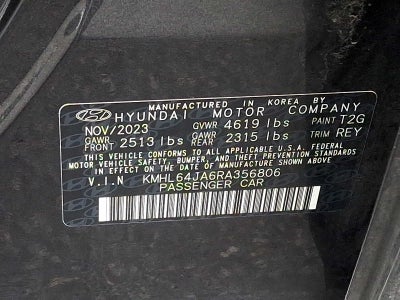 MANUFACTURED IN KOREA BY
HYUNDAI MOTOR COMPANY
NOV/2023 GVWR 4619 lbs PAINT T2G
GAWR FRONT 2513 lbs GAWR REAR 2315 lbs TRIM REY
THIS VEHICLE CONFORMS TO ALL APPLICABLE U.S.A. FEDERAL
MOTOR VEHICLE SAFETY, BUMPER, AND THEFT PREVENTION STANDARDS
IN EFFECT ON THE DATE OF MANUFACTURE SHOWN ABOVE.
V.I.N KMHL64JA6RA356806
PASSENGER CAR